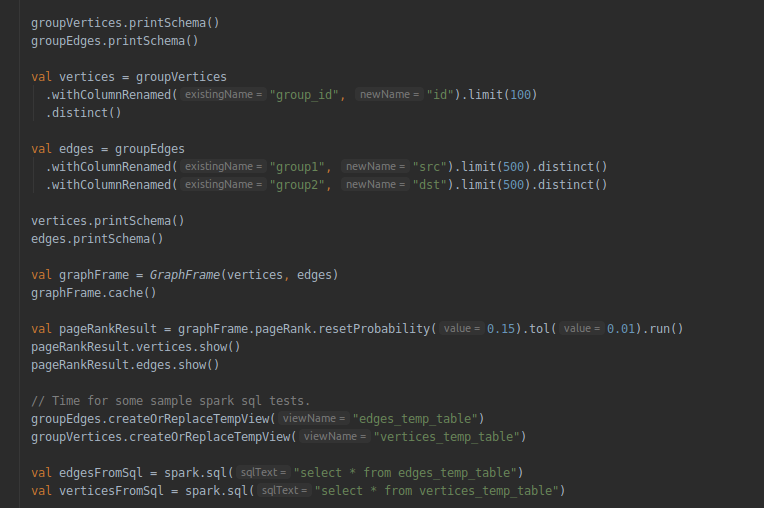 groupVertices.printSchema()
groupEdges.printSchema()
val vertices = groupVertices
.withColumnRenamed( existingName = "group_id", newName = "id").limit(100)
.distinct()
val edges = groupEdges
.withColumnRenamed( existingName = "group1", newName = "src").limit(500).distinct()
.withColumnRenamed( existingName = "group2", newName = "dst").limit(500).distinct()
vertices.printSchema()
edges.printSchema()
val graphFrame = GraphFrame(vertices, edges)
graphFrame.cache()
val pageRankResult = graphFrame.pageRank.resetProbability( value = 0.15).tol( value = 0.01).run()
pageRankResult.vertices.show()
pageRankResult.edges.show()
// Time for some sample spark sql tests.
groupEdges.createOrReplaceTempView( viewName = "edges_temp_table")
groupVertices.createOrReplaceTempView( viewName = "vertices_temp_table")
val edgesFromSql = spark.sql( sqlText = "select * from edges_temp_table")
val verticesFromSql = spark.sql( sqlText = "select * from vertices_temp_table")